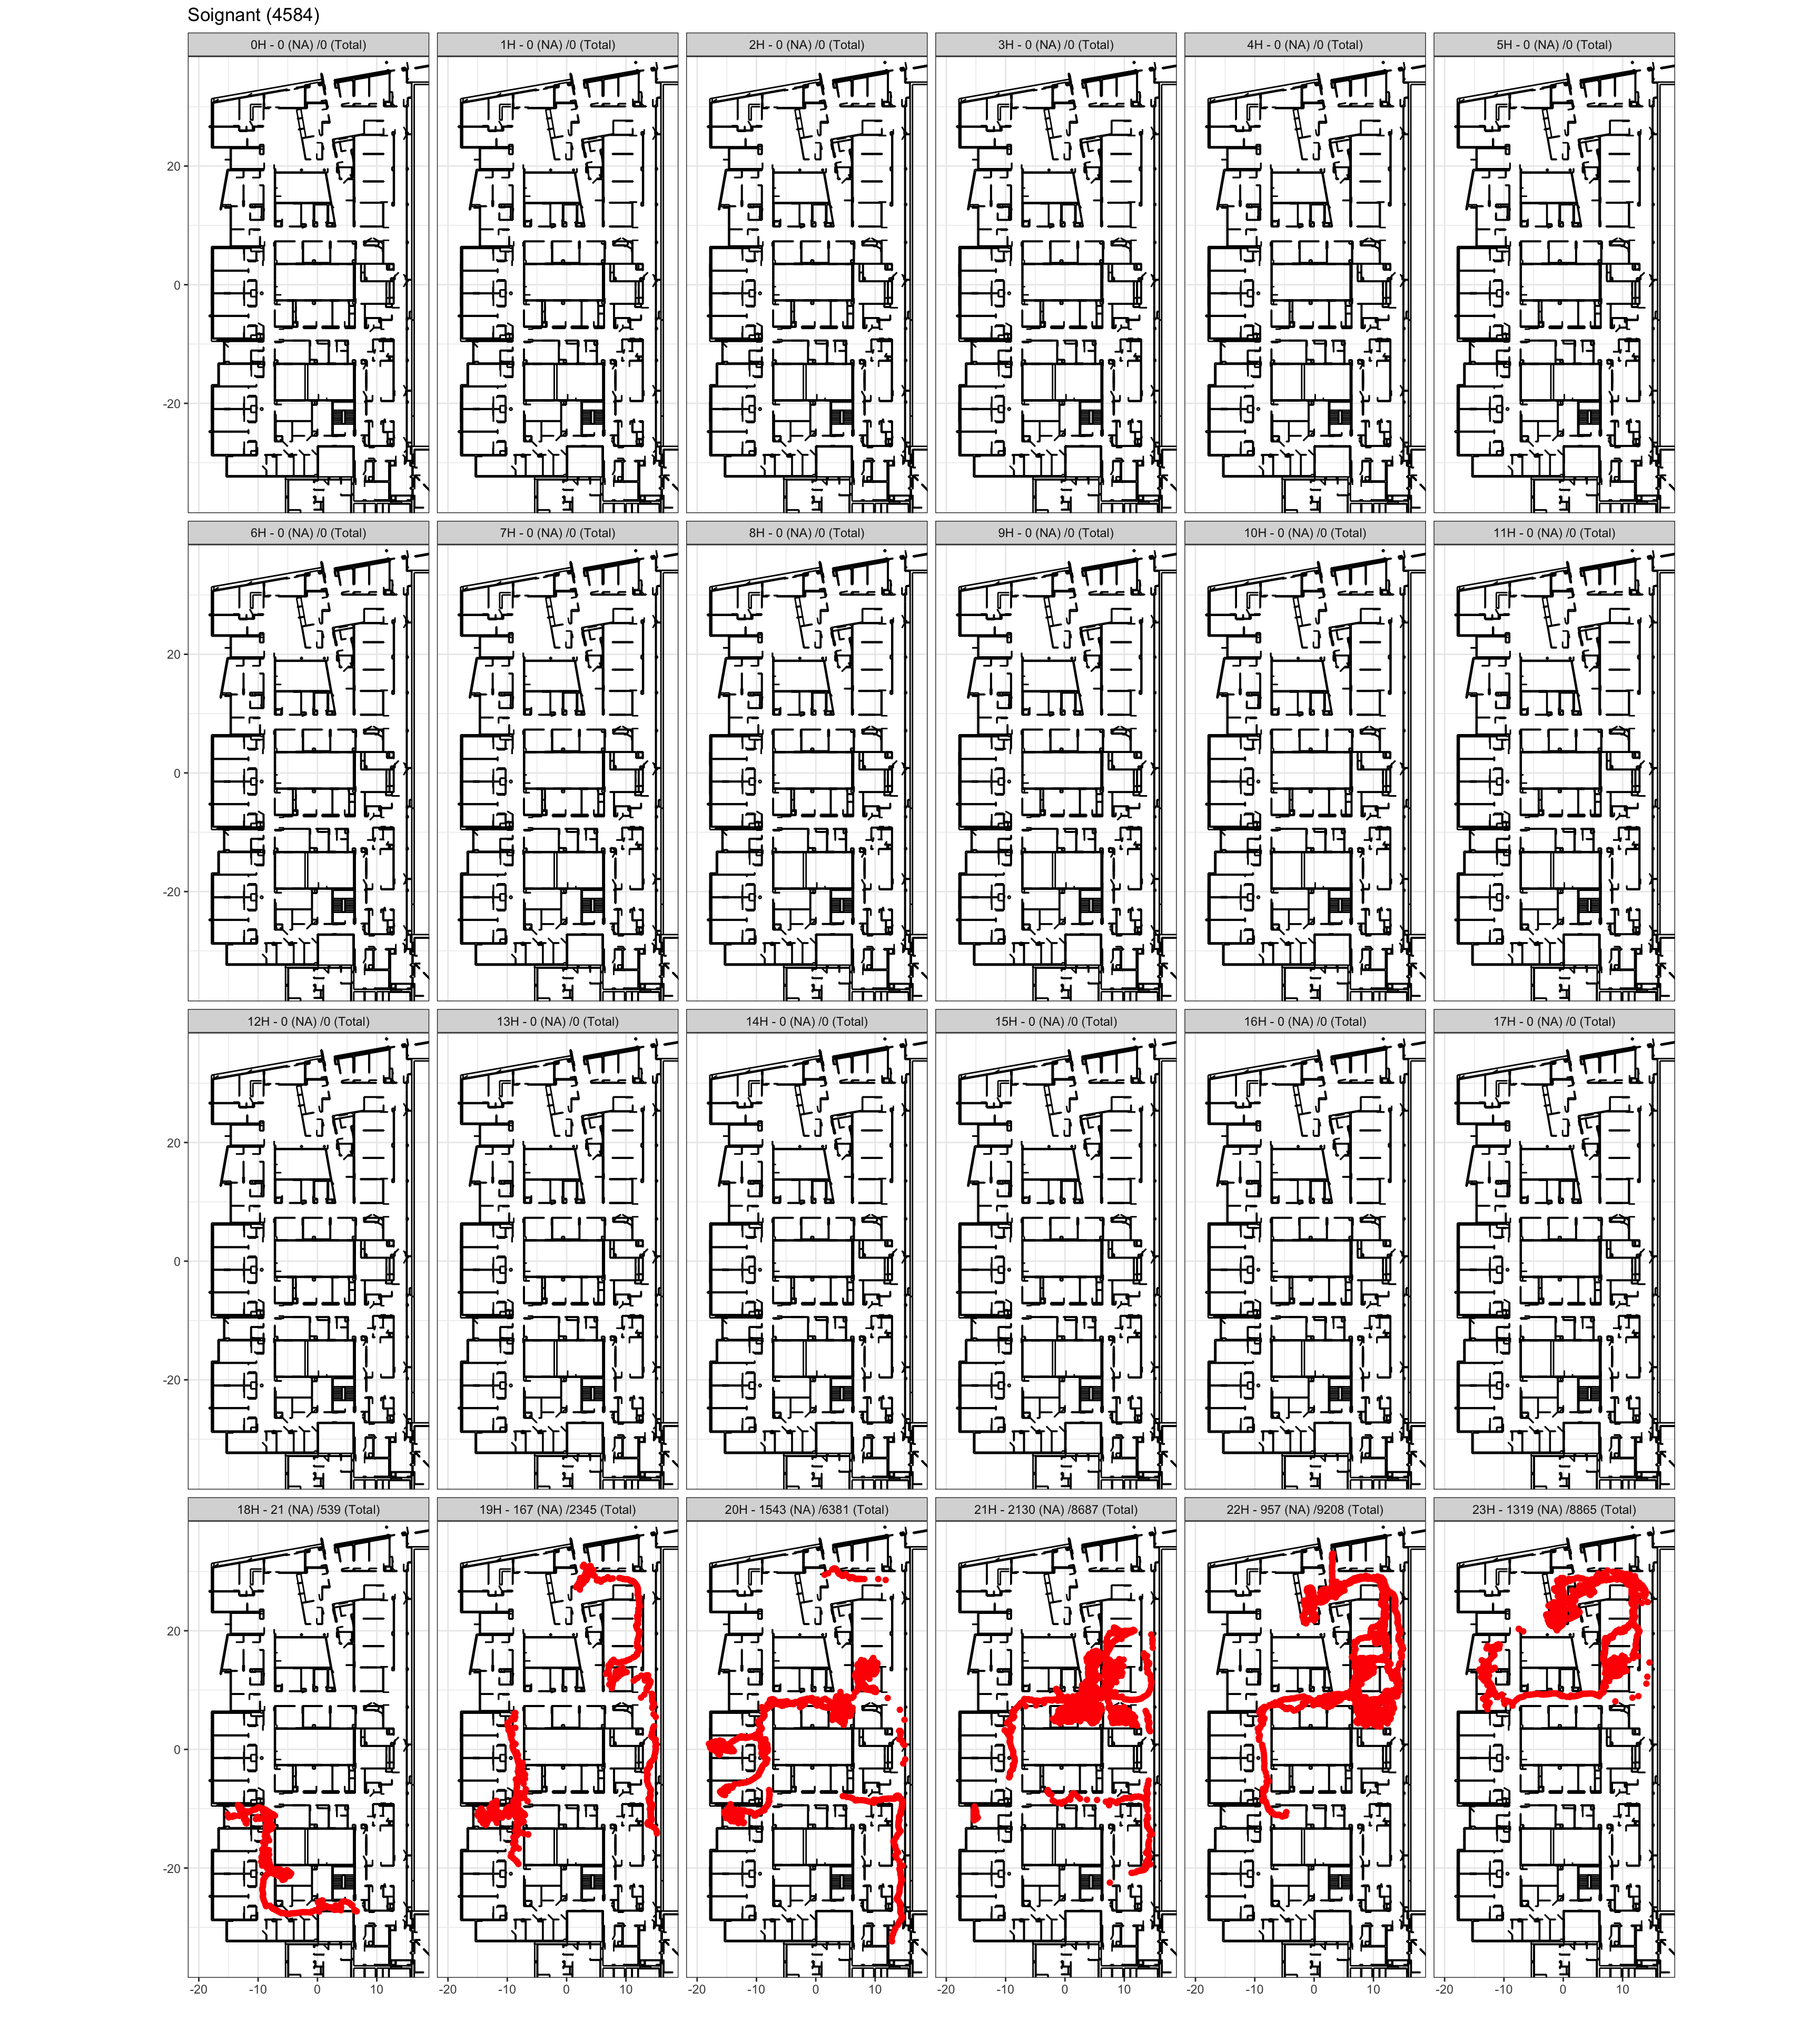 Soignant (4584)
0H - 0 (NA) /0 (Total) 1H - 0 (NA) /0 (Total) 2H - 0 (NA) /0 (Total) 3H - 0 (NA) /0 (Total) 4H - 0 (NA) /0 (Total) 5H - 0 (NA) /0 (Total)
20
0
-20
6H - 0 (NA) /0 (Total) 7H - 0 (NA) /0 (Total) 8H - 0 (NA) /0 (Total) 9H - 0 (NA) /0 (Total) 10H - 0 (NA) /0 (Total) 11H - 0 (NA) /0 (Total)
20
0
-20
12H - 0 (NA) /0 (Total) 13H - 0 (NA) /0 (Total) 14H - 0 (NA) /0 (Total) 15H - 0 (NA) /0 (Total) 16H - 0 (NA) /0 (Total) 17H - 0 (NA) /0 (Total)
20
0
-20
18H - 21 (NA) /539 (Total) 19H - 167 (NA) /2345 (Total) 20H - 1543 (NA) /6381 (Total) 21H - 2130 (NA) /8687 (Total) 22H - 957 (NA) /9208 (Total) 23H - 1319 (NA) /8865 (Total)
20
0
-20
-20 -10 0 10 -20 -10 0 10 -20 -10 0 10 -20 -10 0 10 -20 -10 0 10 -20 -10 0 10